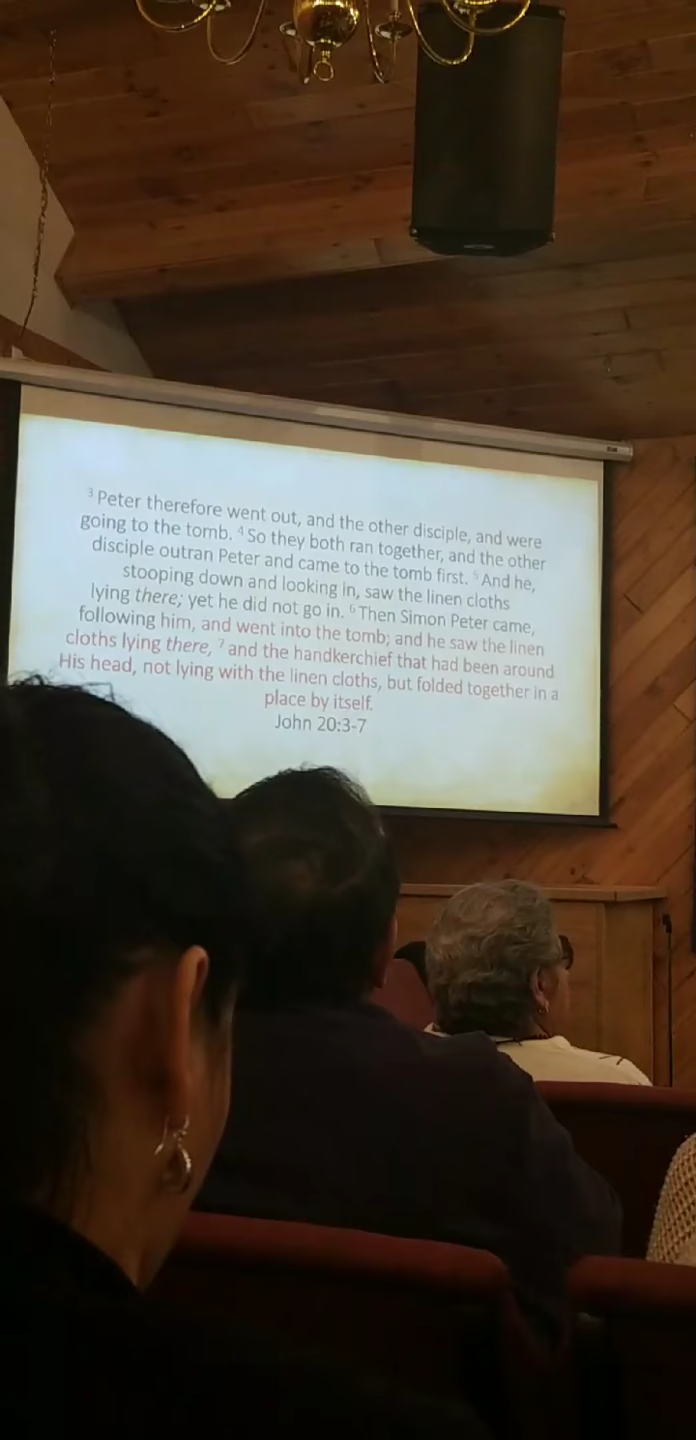 ³ Peter therefore went out, and the other disciple, and were
going to the tomb. ⁴ So they both ran together, and the other
disciple outran Peter and came to the tomb first. ⁵ And he,
stooping down and looking in, saw the linen cloths
lying there; yet he did not go in. ⁶ Then Simon Peter came,
following him, and went into the tomb; and he saw the linen
cloths lying there, ⁷ and the handkerchief that had been around
His head, not lying with the linen cloths, but folded together in a
place by itself.
John 20:3-7